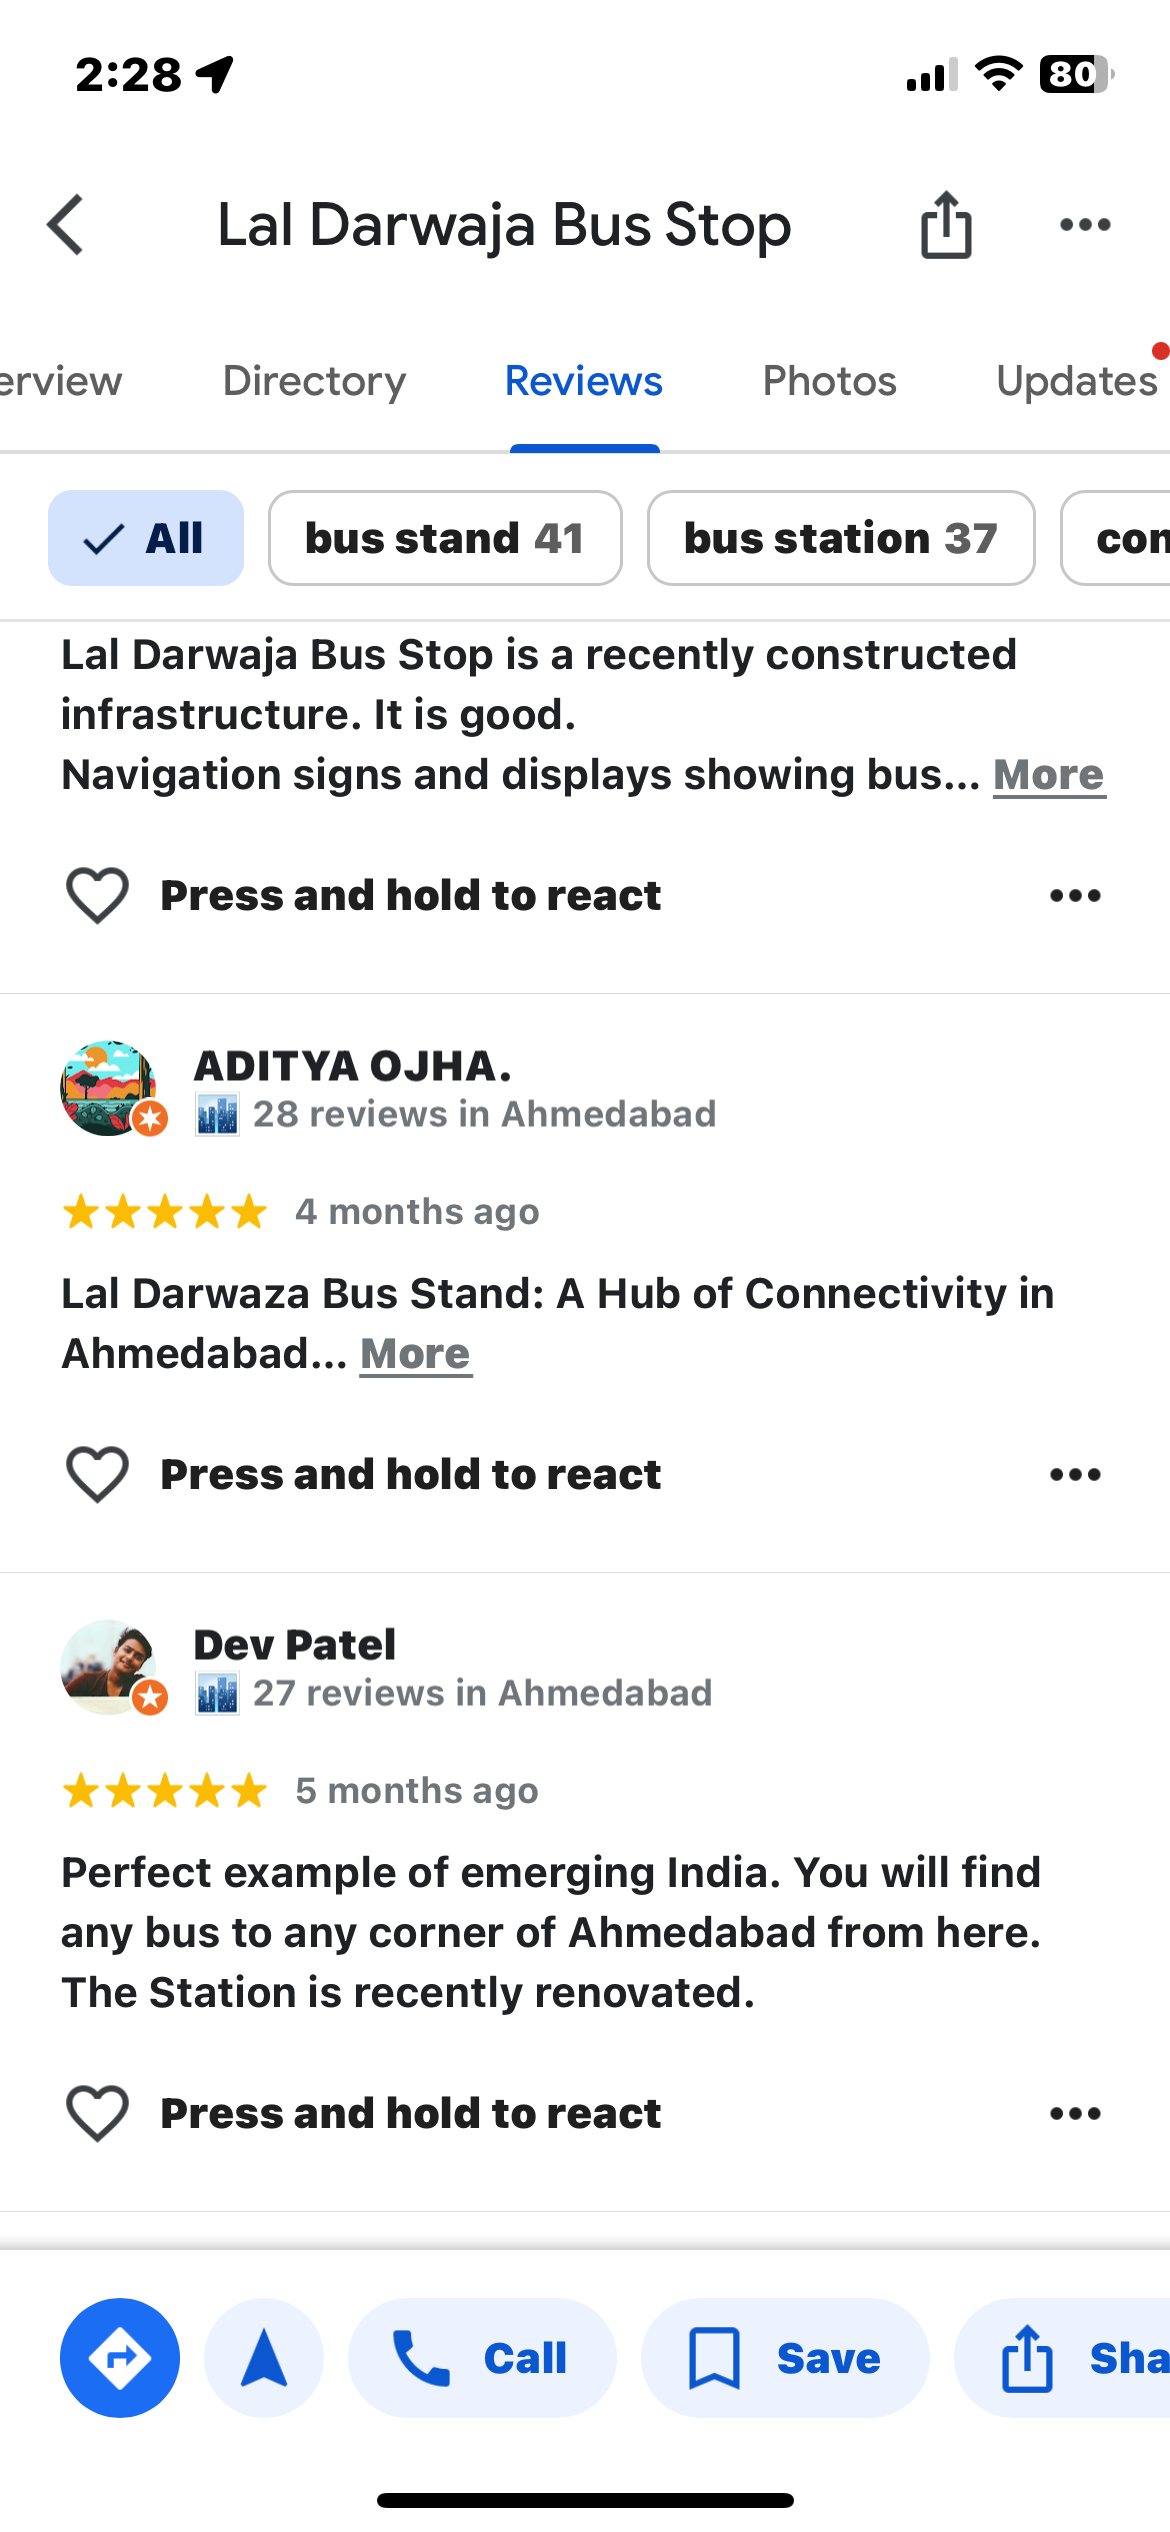 2:28
80
Lal Darwaja Bus Stop
erview Directory Reviews Photos Updates
All bus stand 41 bus station 37 con
Lal Darwaja Bus Stop is a recently constructed
infrastructure. It is good.
Navigation signs and displays showing bus... More
Press and hold to react
ADITYA OJHA.
28 reviews in Ahmedabad
4 months ago
Lal Darwaza Bus Stand: A Hub of Connectivity in
Ahmedabad... More
Press and hold to react
Dev Patel
27 reviews in Ahmedabad
5 months ago
Perfect example of emerging India. You will find
any bus to any corner of Ahmedabad from here.
The Station is recently renovated.
Press and hold to react
Call Save Sha